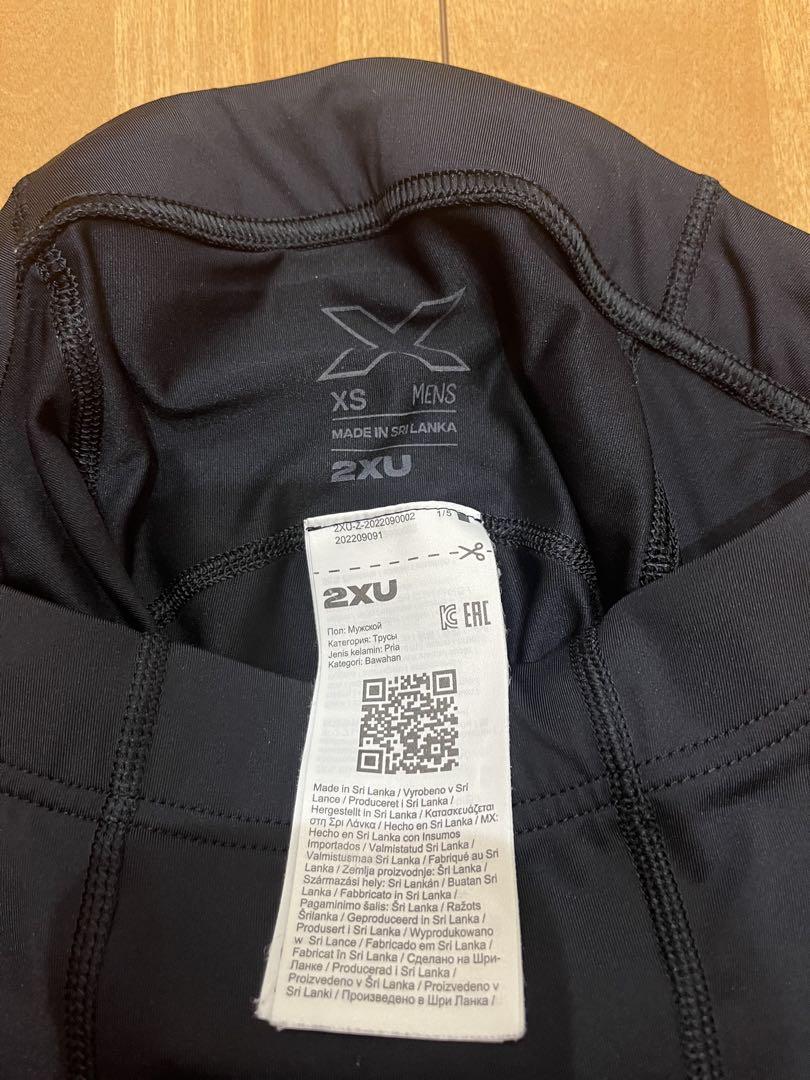 XS MENS
MADE IN SRI LANKA
2XU
2XU-Z-2022090002 1/5
202209091
2XU
EAC
Пол: Мужской
Категория: Трусы
Jenis kelamin: Pria
Kategori: Bawahan
Made in Sri Lanka / Vyrobeno v Srí
Lance / Produceret i Sri Lanka /
Hergestellt in Sri Lanka / Κατασκευάζεται
στη Σρι Λάνκα / Hecho en Sri Lanka / MX:
Hecho en Sri Lanka con Insumos
Importados / Valmistatud Sri Lanka /
Valmistusmaa Sri Lanka / Fabriqué au Sri
Lanka / Zemlja proizvodnje: Šri Lanka /
Származási hely: Sri Lankán / Buatan Sri
Lanka / Fabbricato in Sri Lanka /
Pagaminimo šalis: Šri Lanka / Ražots
Šrilanka / Geproduceerd in Sri Lanka /
Produsert i Sri Lanka / Wyprodukowano
w Sri Lance / Fabricado em Sri Lanka /
Fabricat în Sri Lanka / Сделано на Шри-
Ланке / Producerad i Sri Lanka /
Proizvedeno v Šri Lanka / Proizvedeno v
Sri Lanki / Произведено в Шри Ланка /